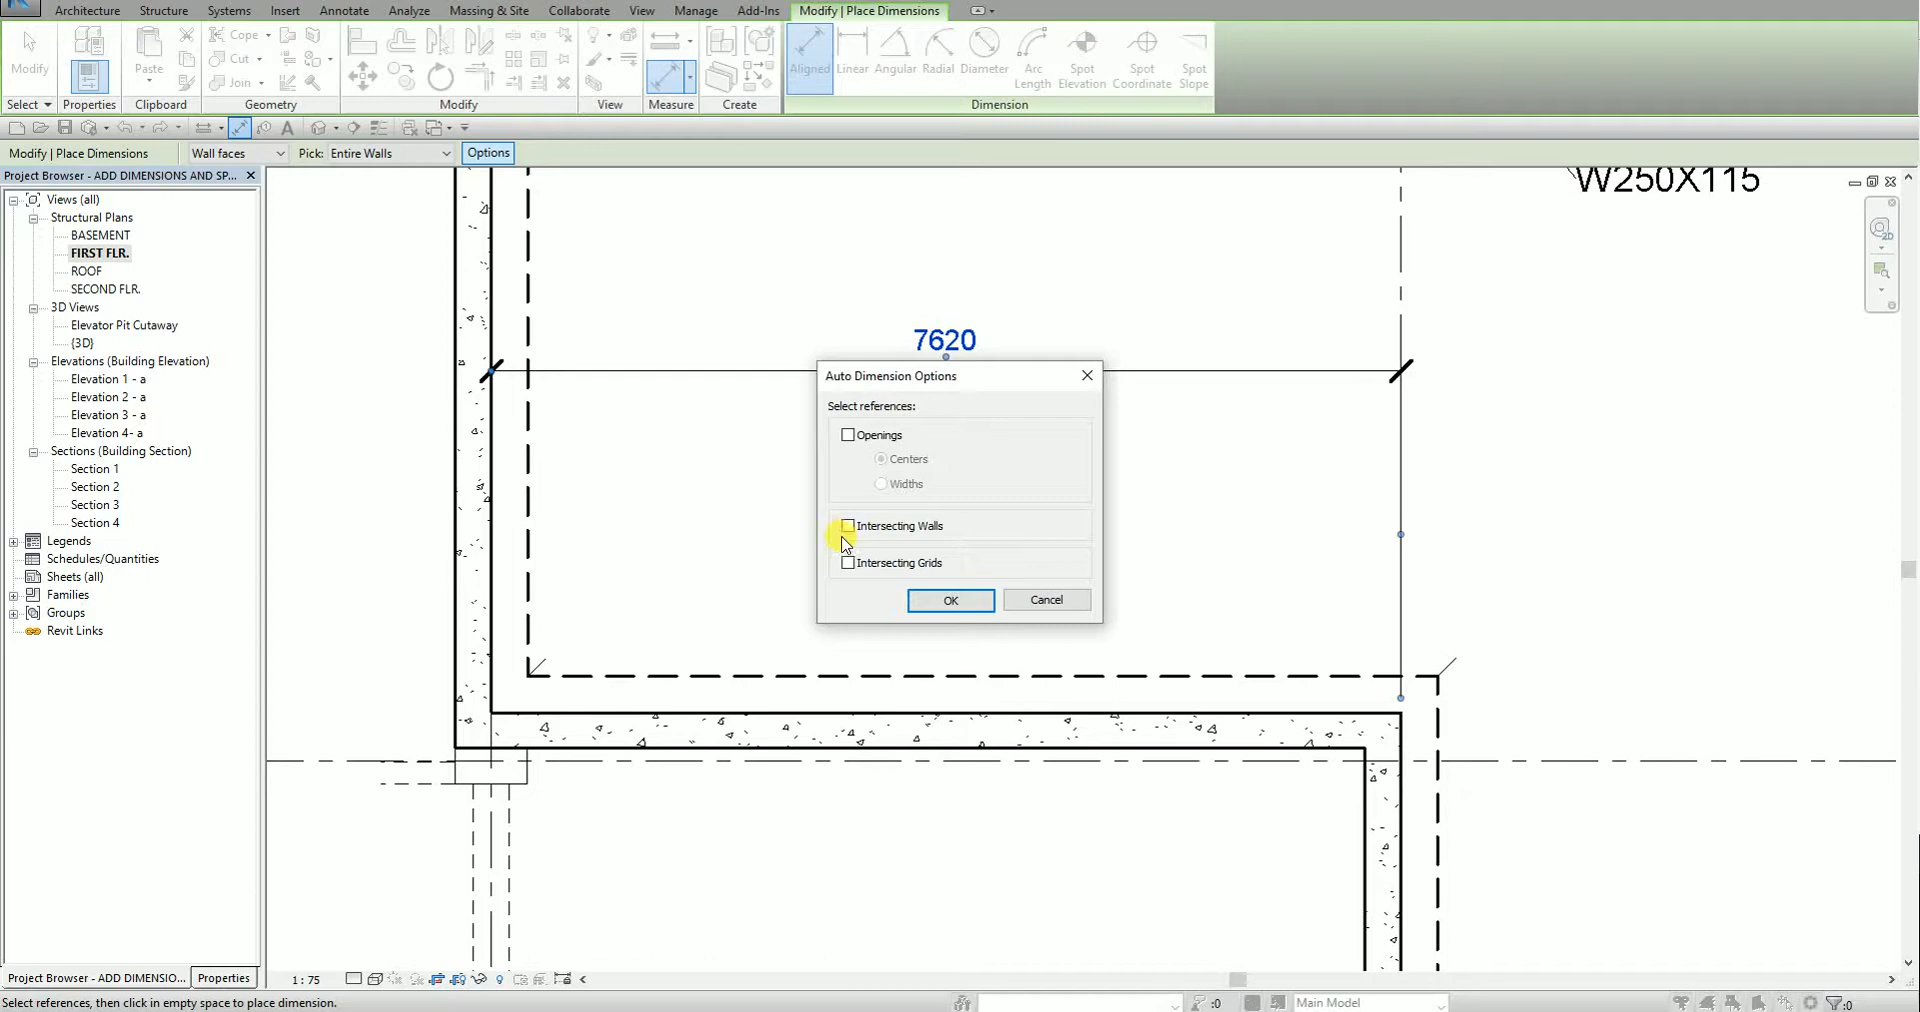 Architecture Structure Systems Insert Annotate Analyze Massing & Site Collaborate View Manage Add-Ins Modify | Place Dimensions
Modify Paste Cope Cut Join Aligned Linear Angular Radial Diameter Arc Length Spot Elevation Spot Coordinate Spot Slope
Select Properties Clipboard Geometry Modify View Measure Create Dimension
A
Modify | Place Dimensions Wall faces Pick: Entire Walls Options
Project Browser - ADD DIMENSIONS AND SP...
Views (all)
Structural Plans
BASEMENT
FIRST FLR.
ROOF
SECOND FLR.
3D Views
Elevator Pit Cutaway
{3D}
Elevations (Building Elevation)
Elevation 1 - a
Elevation 2 - a
Elevation 3 - a
Elevation 4- a
Sections (Building Section)
Section 1
Section 2
Section 3
Section 4
Legends
Schedules/Quantities
Sheets (all)
Families
Groups
Revit Links
W250X115
2D
7620
Auto Dimension Options
Select references:
Openings
Centers
Widths
Intersecting Walls
Intersecting Grids
OK Cancel
Project Browser - ADD DIMENSIO... Properties
1 : 75
Select references, then click in empty space to place dimension.
:0 Main Model :0